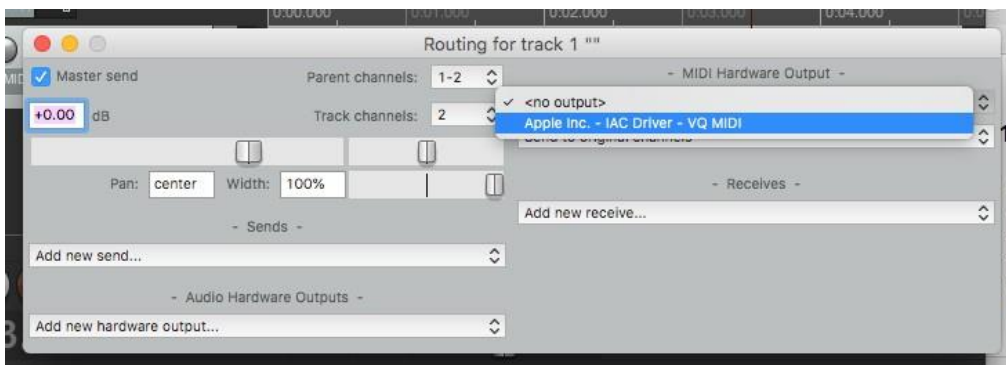 0:00.000 0:01.000 0:02.000 0:03.000 0:04.000
Routing for track 1 ""
Master send Parent channels: 1-2 - MIDI Hardware Output -
<no output>
+0.00 dB Track channels: 2 Apple Inc. - IAC Driver - VQ MIDI
Send to original channels
Pan: center Width: 100% - Receives -
Add new receive...
- Sends -
Add new send...
- Audio Hardware Outputs -
Add new hardware output...